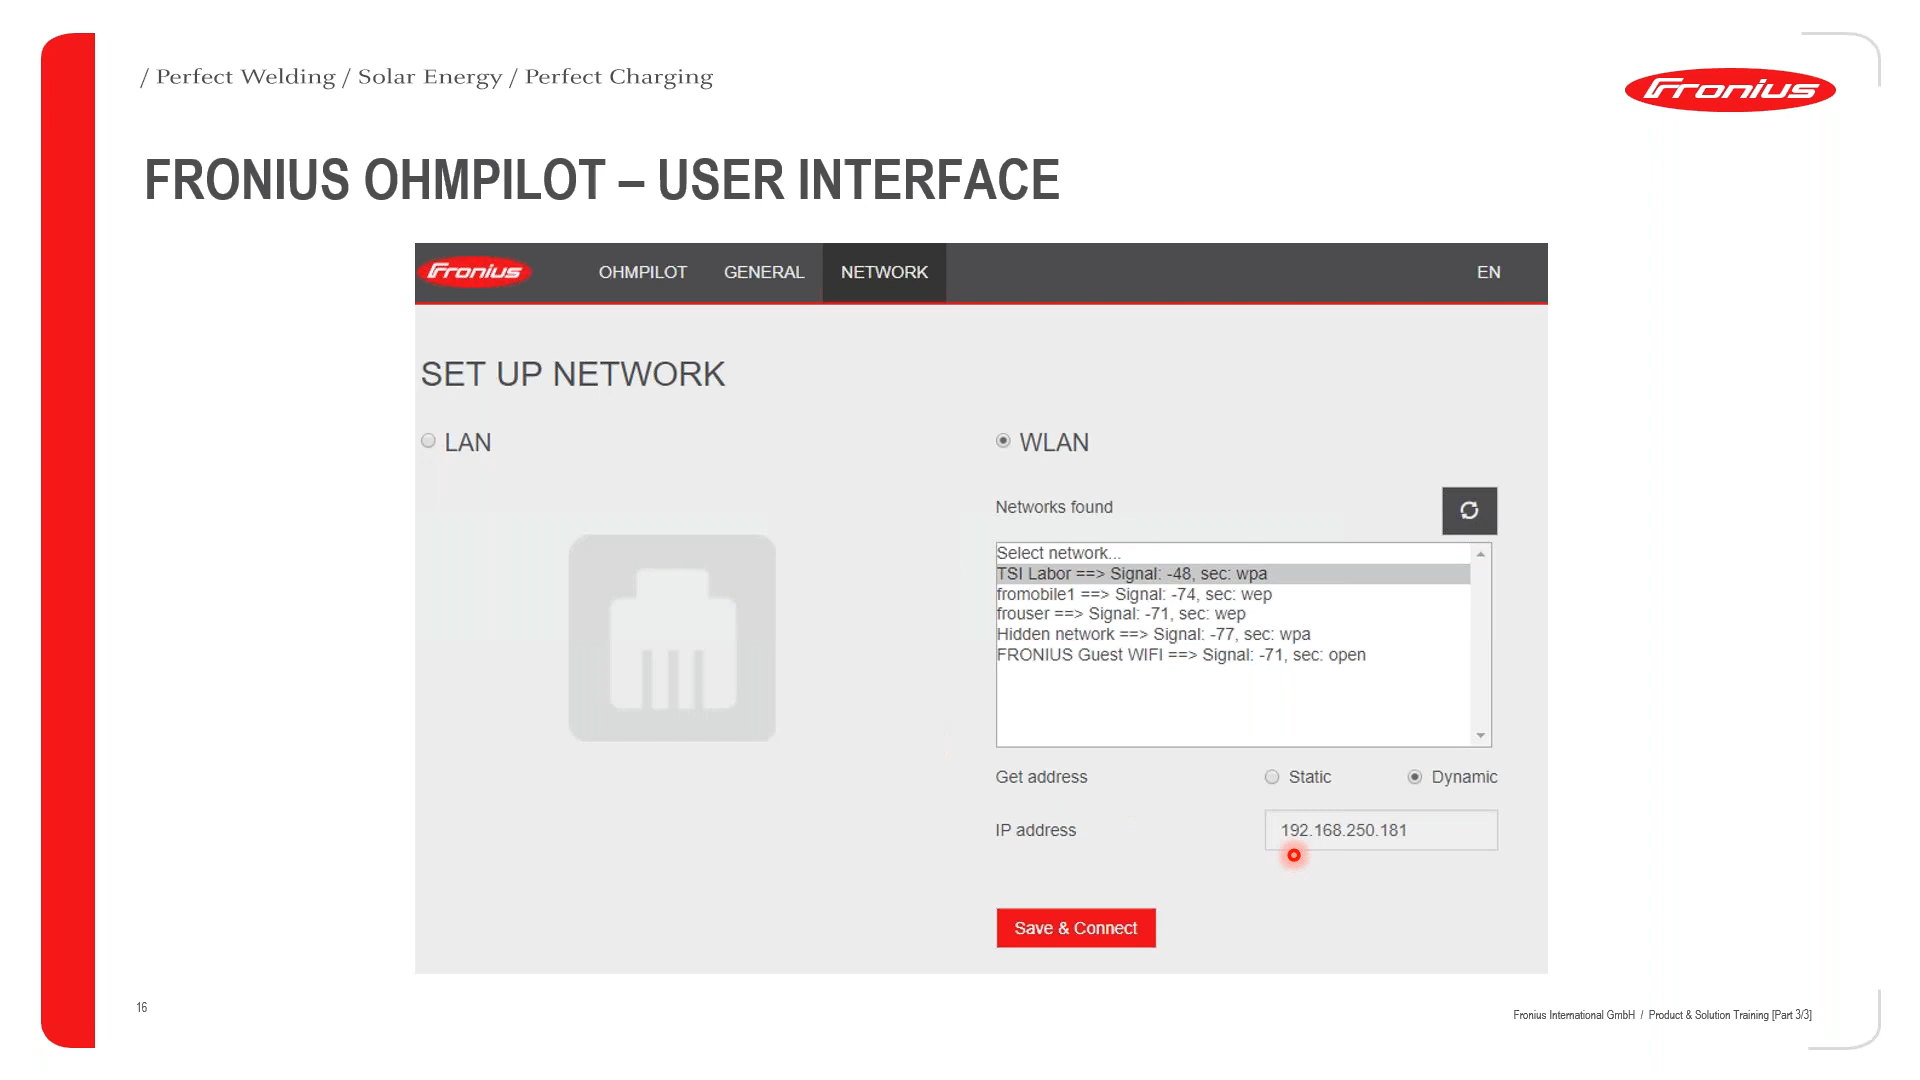 / Perfect Welding / Solar Energy / Perfect Charging
Fronius
FRONIUS OHMPILOT – USER INTERFACE
Fronius OHMPILOT GENERAL NETWORK EN
SET UP NETWORK
LAN
WLAN
Networks found
Select network...
TSI Labor ==> Signal: -48, sec: wpa
fromobile1 ==> Signal: -74, sec: wep
frouser ==> Signal: -71, sec: wep
Hidden network ==> Signal: -77, sec: wpa
FRONIUS Guest WIFI ==> Signal: -71, sec: open
Get address Static Dynamic
IP address 192.168.250.181
Save & Connect
16
Fronius International GmbH / Product & Solution Training [Part 3/3]